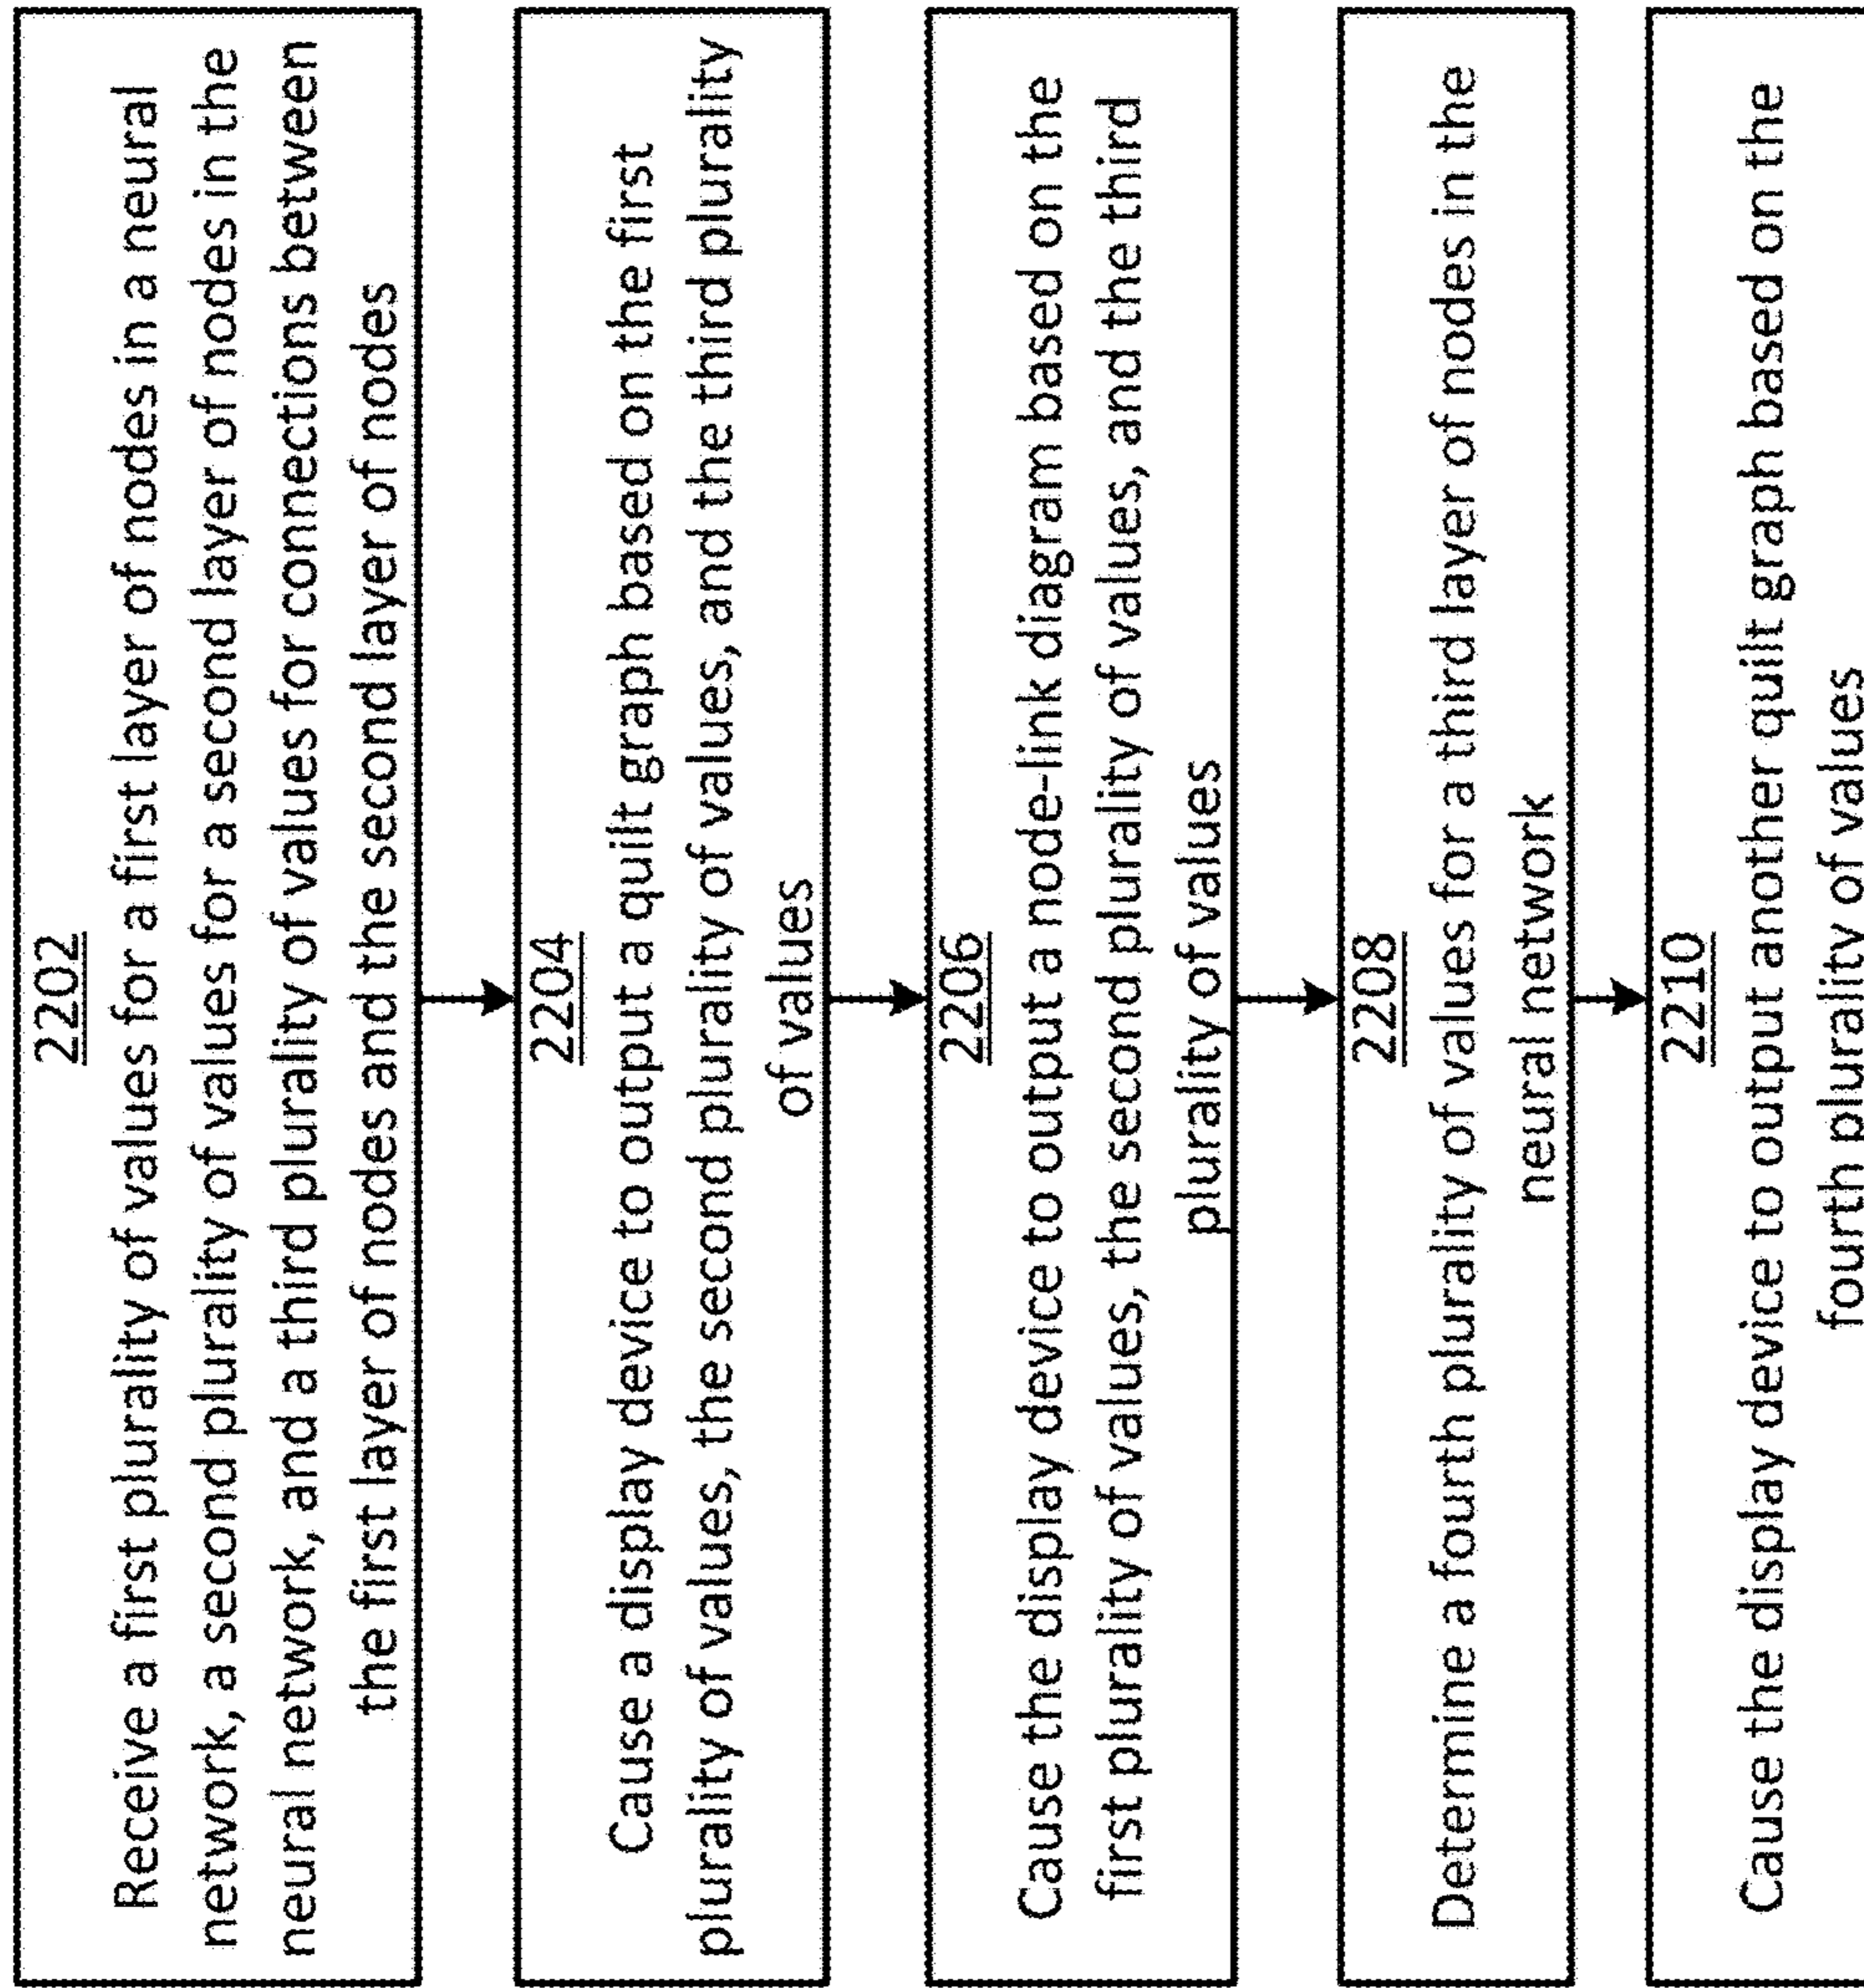 2202
Receive a first plurality of values for a first layer of nodes in a neural
network, a second plurality of values for a second layer of nodes in the
neural network, and a third plurality of values for connections between
the first layer of nodes and the second layer of nodes
2204
Cause a display device to output a quilt graph based on the first
plurality of values, the second plurality of values, and the third plurality
of values
2206
Cause the display device to output a node-link diagram based on the
first plurality of values, the second plurality of values, and the third
plurality of values
2208
Determine a fourth plurality of values for a third layer of nodes in the
neural network
2210
Cause the display device to output another quilt graph based on the
fourth plurality of values